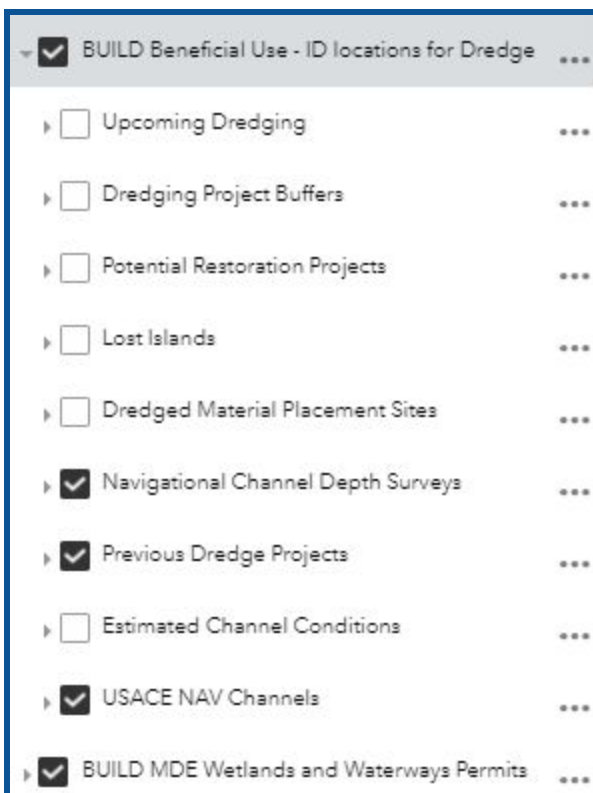 BUILD Beneficial Use - ID locations for Dredge
Upcoming Dredging
Dredging Project Buffers
Potential Restoration Projects
Lost Islands
Dredged Material Placement Sites
Navigational Channel Depth Surveys
Previous Dredge Projects
Estimated Channel Conditions
USACE NAV Channels
BUILD MDE Wetlands and Waterways Permits